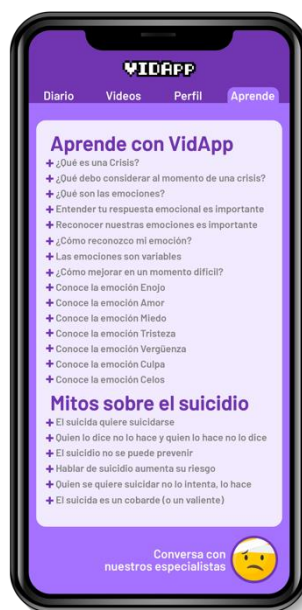 VIDAPP
Diario Videos Perfil Aprende
Aprende con VidApp
+ ¿Qué es una Crisis?
+ ¿Qué debo considerar al momento de una crisis?
+ ¿Qué son las emociones?
+ Entender tu respuesta emocional es importante
+ Reconocer nuestras emociones es importante
+ ¿Cómo reconozco mi emoción?
+ Las emociones son variables
+ ¿Cómo mejorar en un momento difícil?
+ Conoce la emoción Enojo
+ Conoce la emoción Amor
+ Conoce la emoción Miedo
+ Conoce la emoción Tristeza
+ Conoce la emoción Vergüenza
+ Conoce la emoción Culpa
+ Conoce la emoción Celos
Mitos sobre el suicidio
+ El suicida quiere suicidarse
+ Quien lo dice no lo hace y quien lo hace no lo dice
+ El suicidio no se puede prevenir
+ Hablar de suicidio aumenta su riesgo
+ Quien se quiere suicidar no lo intenta, lo hace
+ El suicida es un cobarde (o un valiente)
Conversa con
nuestros especialistas